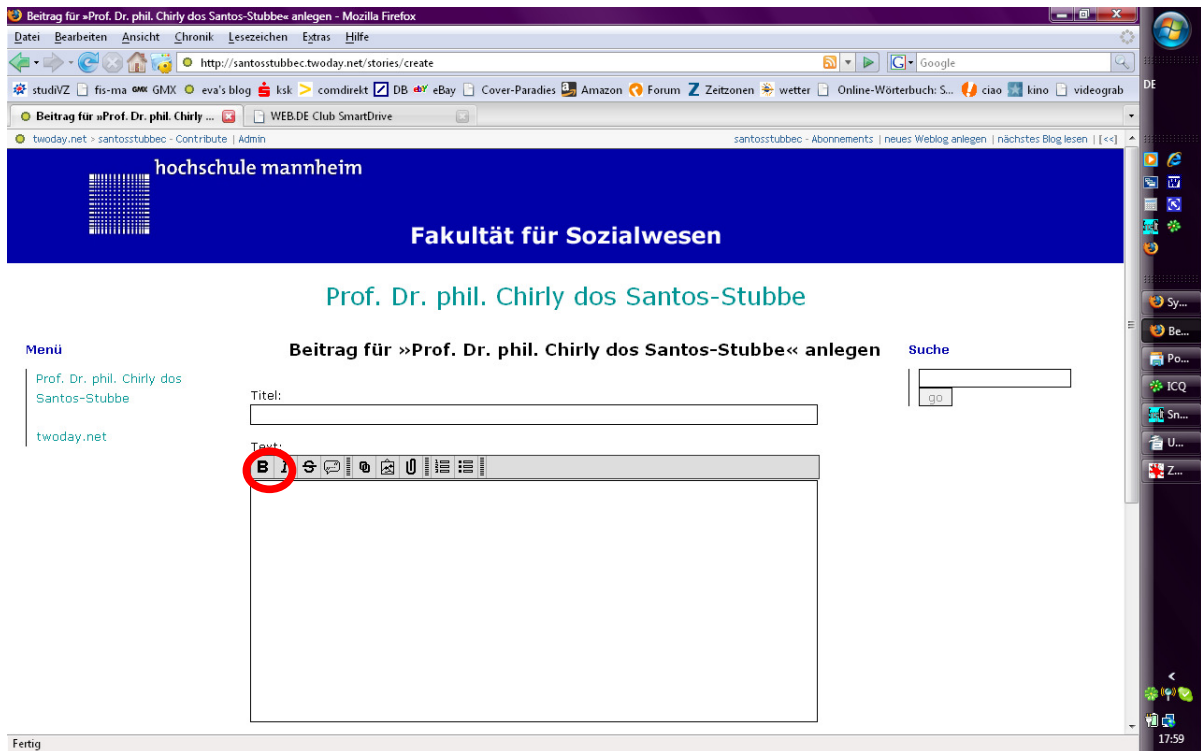 Beitrag für »Prof. Dr. phil. Chirly dos Santos-Stubbe« anlegen - Mozilla Firefox
Datei Bearbeiten Ansicht Chronik Lesezeichen Extras Hilfe
http://santosstubbec.twoday.net/stories/create
G Google
studiVZ fis-ma GMX GMX eva's blog ksk comdirekt DB eBay Cover-Paradies Amazon Forum Z Zeitzonen wetter Online-Wörterbuch: S... ciao kino videograb
DE
Beitrag für »Prof. Dr. phil. Chirly ... WEB.DE Club SmartDrive
twoday.net > santosstubbec - Contribute | Admin
santosstubbec - Abonnements | neues Weblog anlegen | nächstes Blog lesen | [<<]
hochschule mannheim
Fakultät für Sozialwesen
Prof. Dr. phil. Chirly dos Santos-Stubbe
Menü
Beitrag für »Prof. Dr. phil. Chirly dos Santos-Stubbe« anlegen
Suche
Prof. Dr. phil. Chirly dos
Santos-Stubbe
twoday.net
Titel:
go
Text:
B I S
Sy...
Be...
Po...
ICQ
Sn...
U...
Z...
Fertig
17:59